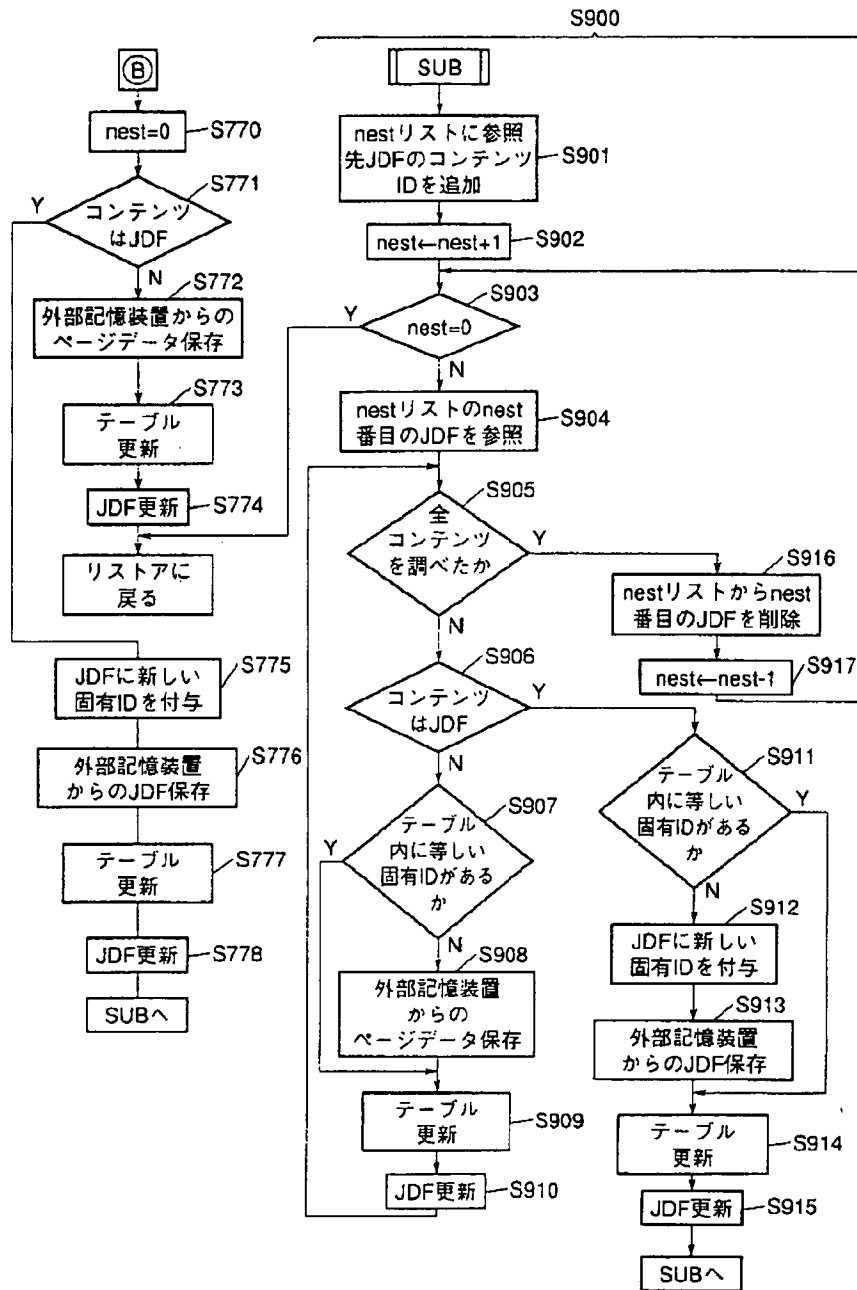 S900
B
nest=0
S770
S771
Y
コンテンツ
はJDF
N
S772
外部記憶装置からの
ページデータ保存
S773
テーブル
更新
JDF更新
S774
リストアに
戻る
JDFに新しい
固有IDを付与
S775
外部記憶装置
からのJDF保存
S776
テーブル
更新
S777
JDF更新
S778
SUBへ
SUB
nestリストに参照
先JDFのコンテンツ
IDを追加
S901
nest←nest+1
S902
S903
Y
nest=0
N
nestリストのnest
番目のJDFを参照
S904
S905
全
コンテンツ
を調べたか
Y
N
S906
コンテンツ
はJDF
Y
N
S907
Y
テーブル
内に等しい
固有IDがある
か
N
S908
外部記憶装置
からの
ページデータ保存
テーブル
更新
S909
JDF更新
S910
S916
nestリストからnest
番目のJDFを削除
nest←nest-1
S917
S911
テーブル
内に等しい
固有IDがある
か
Y
N
S912
JDFに新しい
固有IDを付与
S913
外部記憶装置
からのJDF保存
テーブル
更新
S914
JDF更新
S915
SUBへ